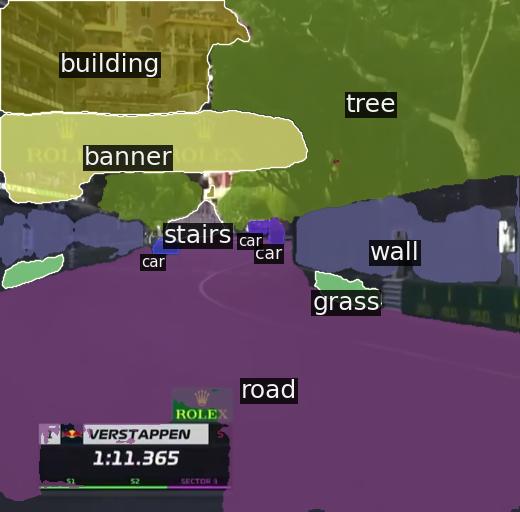 building
tree
ROLEX
banner
stairs
car
car
car
wall
grass
road
ROLEX
VERSTAPPEN
1:11.365
S1 S2 SECTOR 3